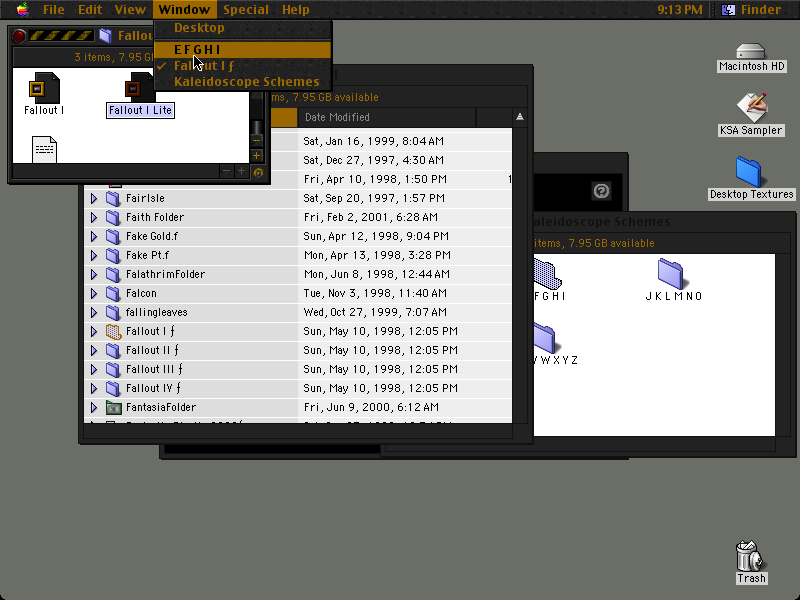 File Edit View Window Special Help 9:13 PM Finder
Desktop
E F G H I
Fallout I ƒ
Kaleidoscope Schemes
Fallou
3 items, 7.95 G
Fallout I
Fallout I Lite
ms, 7.95 GB available
Date Modified
Sat, Jan 16, 1999, 8:04 AM
Sat, Dec 27, 1997, 4:30 AM
Fri, Apr 10, 1998, 1:50 PM 1
FairIsle Sat, Sep 20, 1997, 1:57 PM
Faith Folder Fri, Feb 2, 2001, 6:28 AM
Fake Gold.f Sun, Apr 12, 1998, 9:04 PM
Fake Pt.f Mon, Apr 13, 1998, 3:28 PM
FalathrimFolder Mon, Jun 8, 1998, 12:44 AM
Falcon Tue, Nov 3, 1998, 11:40 AM
fallingleaves Wed, Oct 27, 1999, 7:07 AM
Fallout I ƒ Sun, May 10, 1998, 12:05 PM
Fallout II ƒ Sun, May 10, 1998, 12:05 PM
Fallout III ƒ Sun, May 10, 1998, 12:05 PM
Fallout IV ƒ Sun, May 10, 1998, 12:05 PM
FantasiaFolder Fri, Jun 9, 2000, 6:12 AM
aleidoscope Schemes
items, 7.95 GB available
F G H I
J K L M N O
W X Y Z
Macintosh HD
KSA Sampler
Desktop Textures
Trash